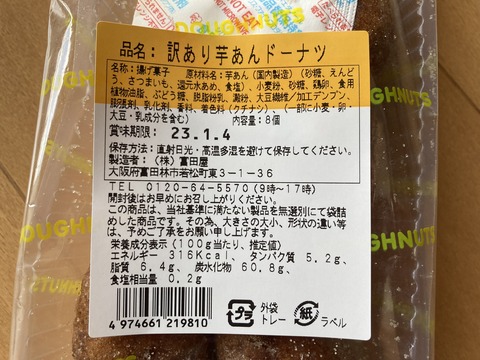 DOUGHNUTS
品名: 訳あり芋あんドーナツ
名称:揚げ菓子 原材料名:芋あん(国内製造)(砂糖、えんど
う、さつまいも、還元水あめ、食塩)、小麦粉、砂糖、鶏卵、食用
植物油脂、ぶどう糖、脱脂粉乳、澱粉、大豆繊維/加工デンプン、
膨張剤、乳化剤、香料、着色料(クチナシ)、(一部に小麦・卵・
大豆・乳成分を含む) 内容量:8個
賞味期限: 23.1.4
保存方法:直射日光・高温多湿を避けて保存してください。
製造者:(株)富田屋
大阪府富田林市若松町東3-1-36
TEL 0120-64-5570(9時~17時)
開封後はお早めにお召し上がりください。
この商品は、当社基準に満たない製品を無選別にて袋詰
めした商品です。その為、大きさの大小、形状の違い等
は、予めご了承をお願い申し上げます。
栄養成分表示(100g当たり、推定値)
エネルギー 316Kcal、タンパク質 5.2g、
脂質 6.4g、炭水化物 60.8g、
食塩相当量 0.2g
4974661219810
プラ
外袋
トレー
紙
ラベル
DOUGHNUTS
DOUGHNUTS